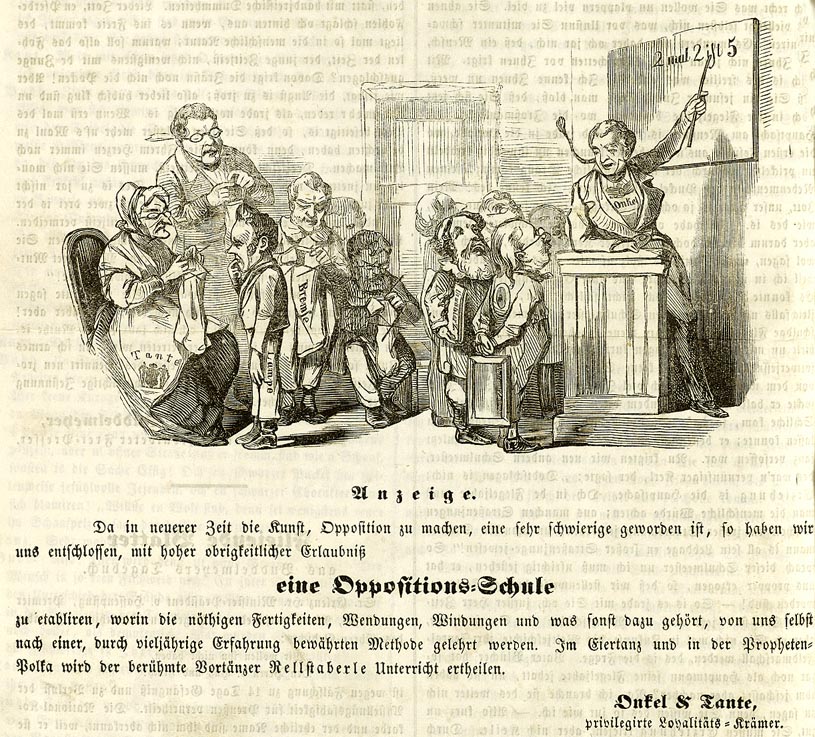 2 mal 2 ist 5
Onkel
Tante
Lumpe
Bremse
Anzeige.
Da in neuerer Zeit die Kunst, Opposition zu machen, eine sehr schwierige geworden ist, so haben wir
uns entschlossen, mit hoher obrigkeitlicher Erlaubniß
eine Oppositions-Schule
zu etabliren, worin die nöthigen Fertigkeiten, Wendungen, Windungen und was sonst dazu gehört, von uns selbst
nach einer, durch vieljährige Erfahrung bewährten Methode gelehrt werden. Im Eiertanz und in der Propheten-
Polka wird der berühmte Vortänzer Rellstaberle Unterricht ertheilen.
Onkel & Tante,
privilegirte Loyalitäts-Krämer.